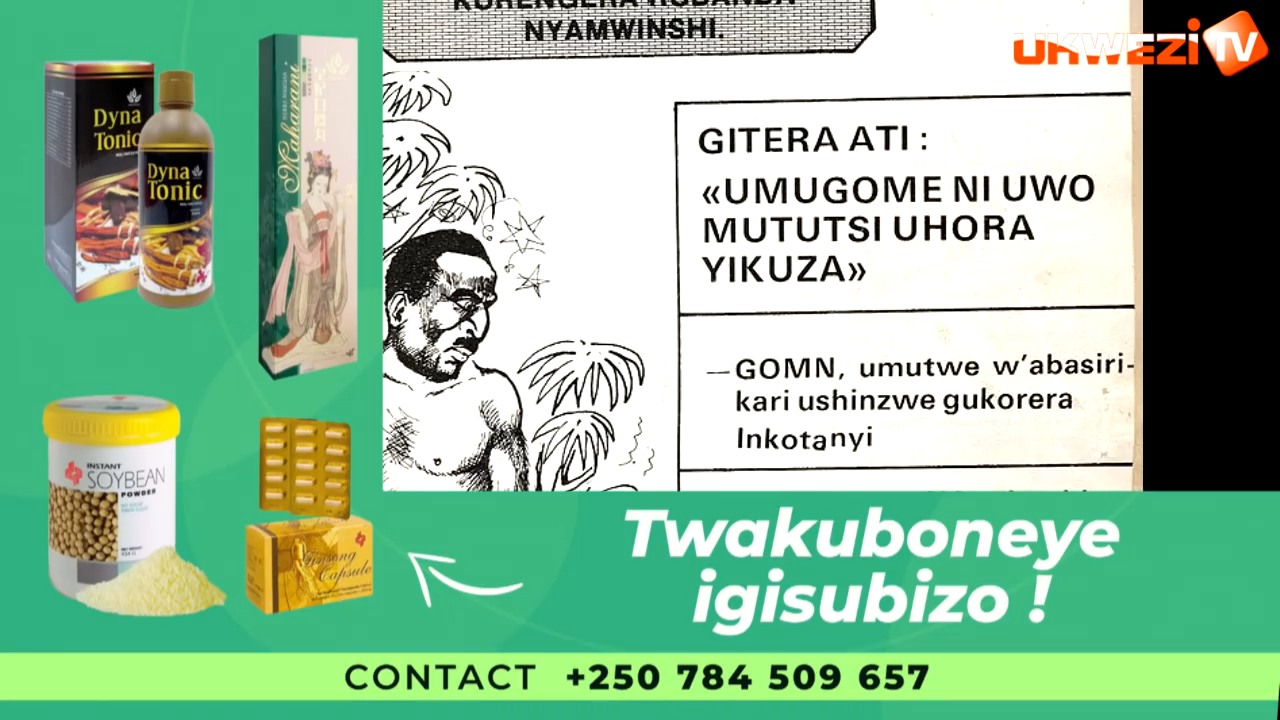 NYAMWINSHI.
UKWEZI TV
GITERA ATI :
«UMUGOME NI UWO
MUTUTSI UHORA
YIKUZA»
—GOMN, umutwe w'abasiri-
kari ushinzwe gukorera
Inkotanyi
Dyna
Tonic
Dyna
Tonic
Maharani
INSTANT
SOYBEAN
POWDER
Ginseng
Capsule
Twakuboneye
igisubizo !
CONTACT +250 784 509 657